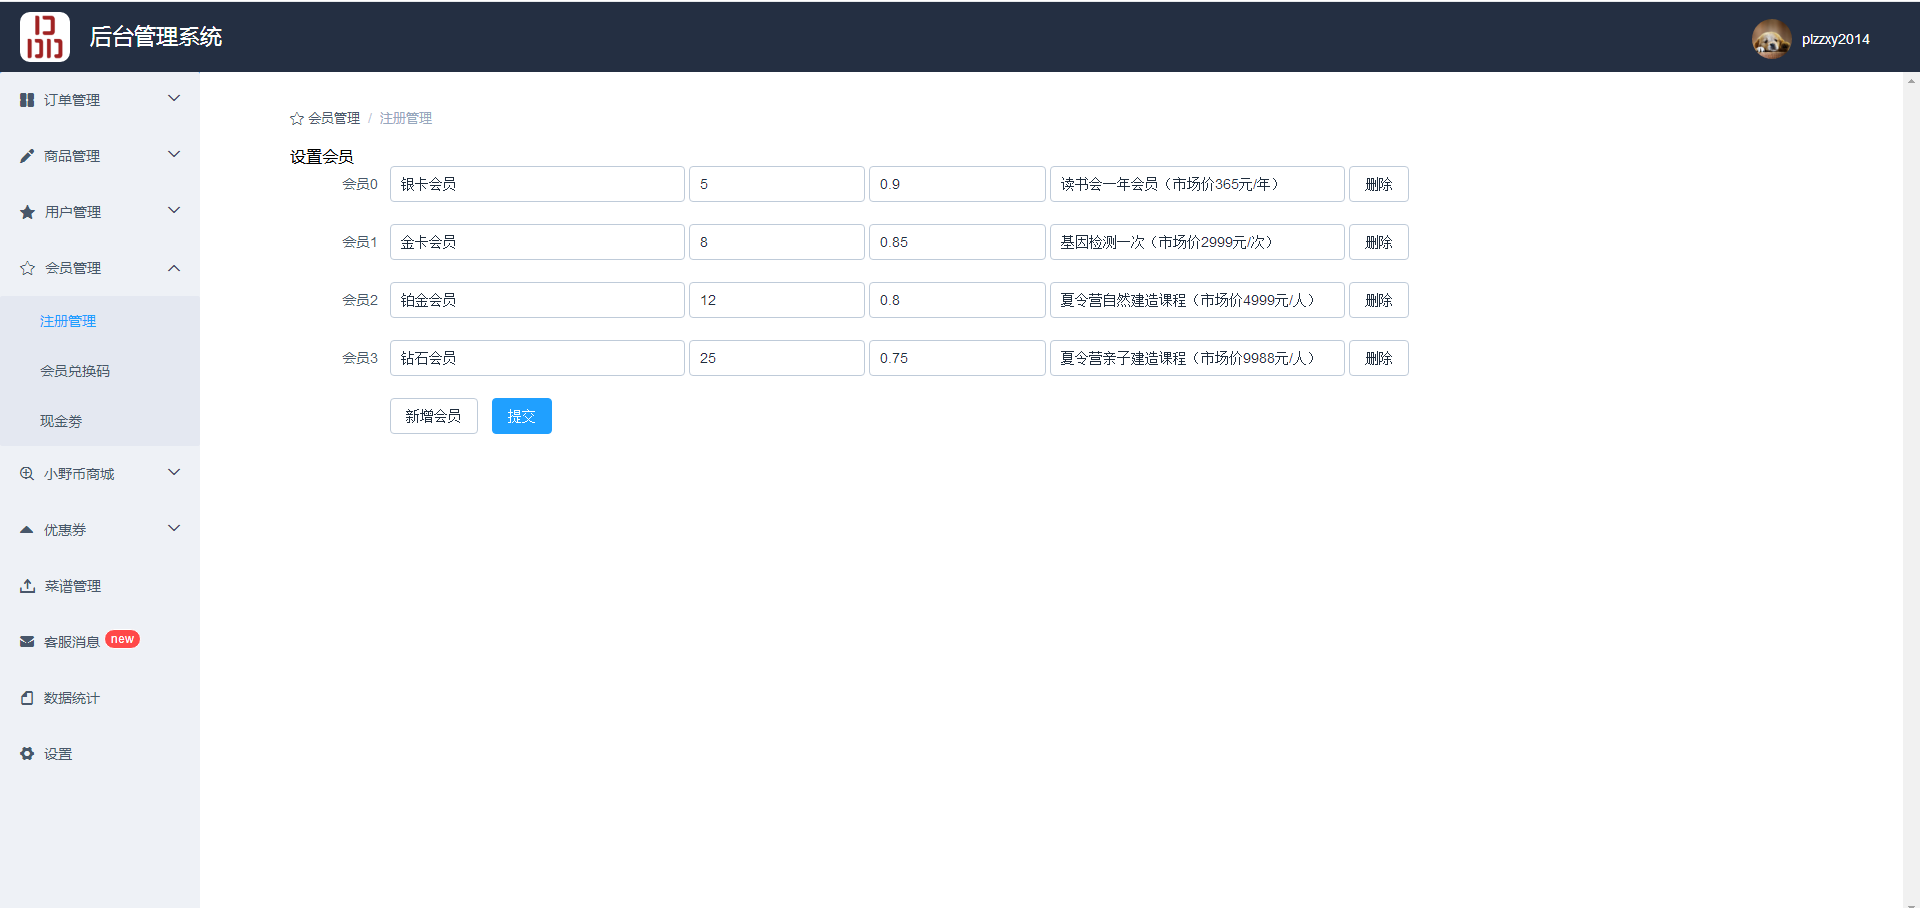 后台管理系统
plzzxy2014
订单管理
商品管理
用户管理
会员管理
注册管理
会员兑换码
现金劵
小野币商城
优惠券
菜谱管理
客服消息 new
数据统计
设置
会员管理 / 注册管理
设置会员
会员0 银卡会员 5 0.9 读书会一年会员（市场价365元/年） 删除
会员1 金卡会员 8 0.85 基因检测一次（市场价2999元/次） 删除
会员2 铂金会员 12 0.8 夏令营自然建造课程（市场价4999元/人） 删除
会员3 钻石会员 25 0.75 夏令营亲子建造课程（市场价9988元/人） 删除
新增会员 提交